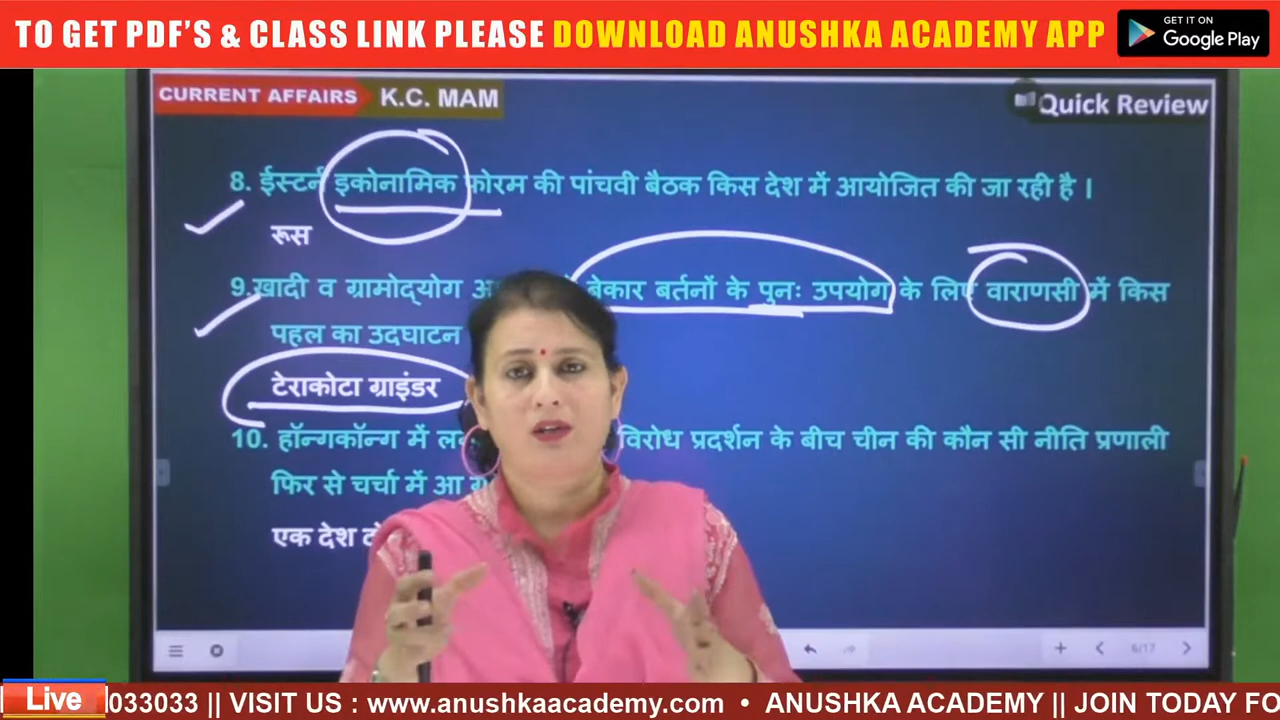 TO GET PDF'S & CLASS LINK PLEASE DOWNLOAD ANUSHKA ACADEMY APP
GET IT ON
Google Play
CURRENT AFFAIRS K.C. MAM
Quick Review
8. ईस्टर्न इकोनामिक फोरम की पांचवी बैठक किस देश में आयोजित की जा रही है ।
रूस
9.खादी व ग्रामोद्योग बेकार बर्तनों के पुनः उपयोग के लिए वाराणसी में किस
पहल का उदघाटन
टेराकोटा ग्राइंडर
10. हॉन्गकॉन्ग में विरोध प्रदर्शन के बीच चीन की कौन सी नीति प्रणाली
फिर से चर्चा में आ
एक देश
6/17
Live
033033 || VISIT US : www.anushkaacademy.com • ANUSHKA ACADEMY || JOIN TODAY FO